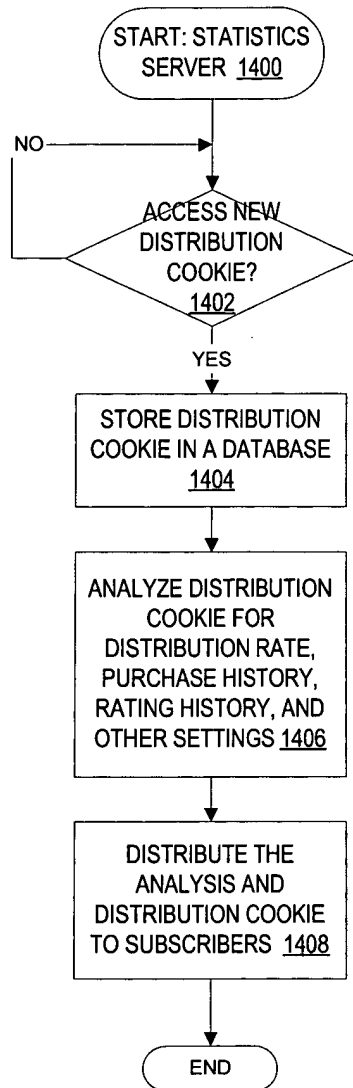 START: STATISTICS
SERVER 1400
NO
ACCESS NEW
DISTRIBUTION
COOKIE?
1402
YES
STORE DISTRIBUTION
COOKIE IN A DATABASE
1404
ANALYZE DISTRIBUTION
COOKIE FOR
DISTRIBUTION RATE,
PURCHASE HISTORY,
RATING HISTORY, AND
OTHER SETTINGS 1406
DISTRIBUTE THE
ANALYSIS AND
DISTRIBUTION COOKIE
TO SUBSCRIBERS 1408
END